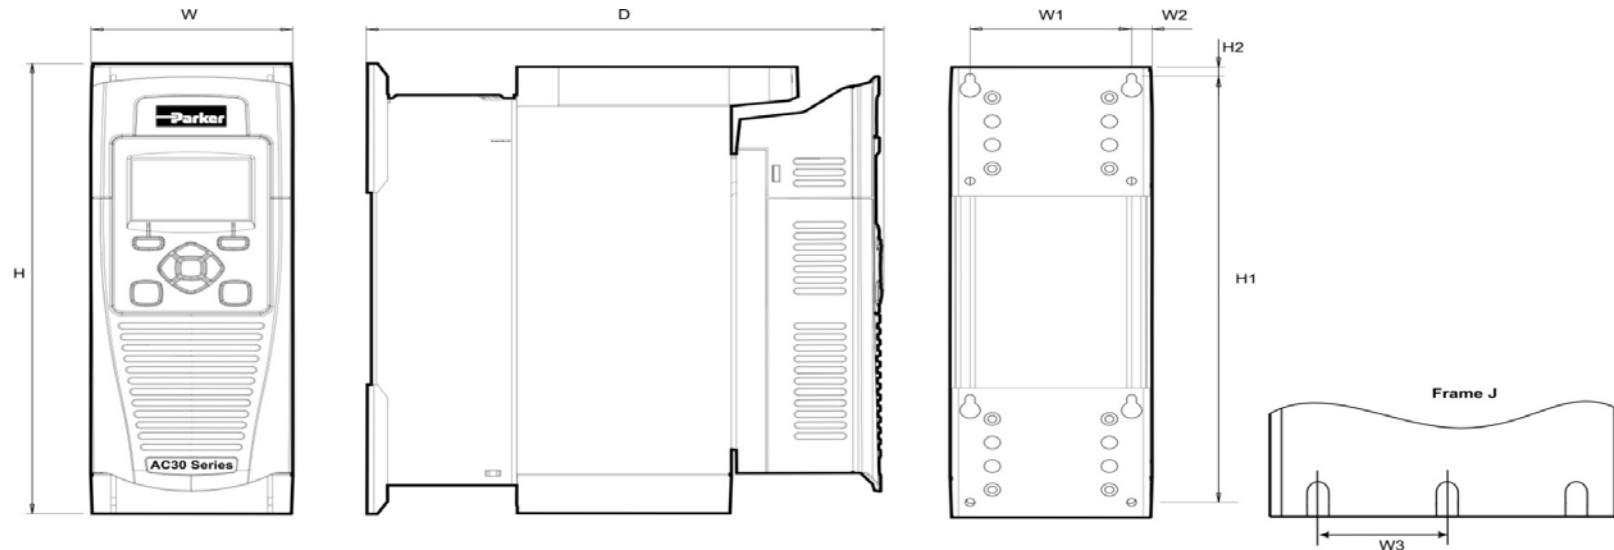 W
D
W1
W2
H2
Parker
H
H1
Frame J
AC30 Series
W3